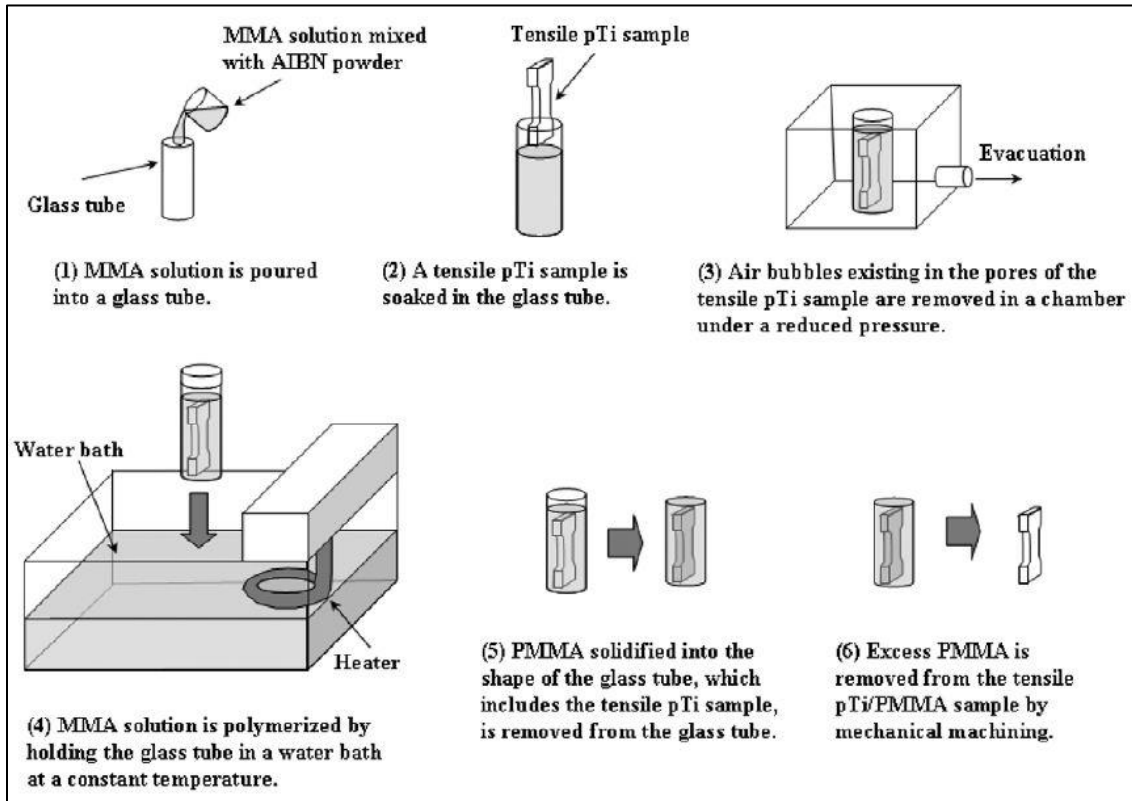 MMA solution mixed
with AIBN powder
Glass tube
(1) MMA solution is poured
into a glass tube.
Tensile pTi sample
(2) A tensile pTi sample is
soaked in the glass tube.
Evacuation
(3) Air bubbles existing in the pores of the
tensile pTi sample are removed in a chamber
under a reduced pressure.
Water bath
Heater
(4) MMA solution is polymerized by
holding the glass tube in a water bath
at a constant temperature.
(5) PMMA solidified into the
shape of the glass tube, which
includes the tensile pTi sample,
is removed from the glass tube.
(6) Excess PMMA is
removed from the tensile
pTi/PMMA sample by
mechanical machining.